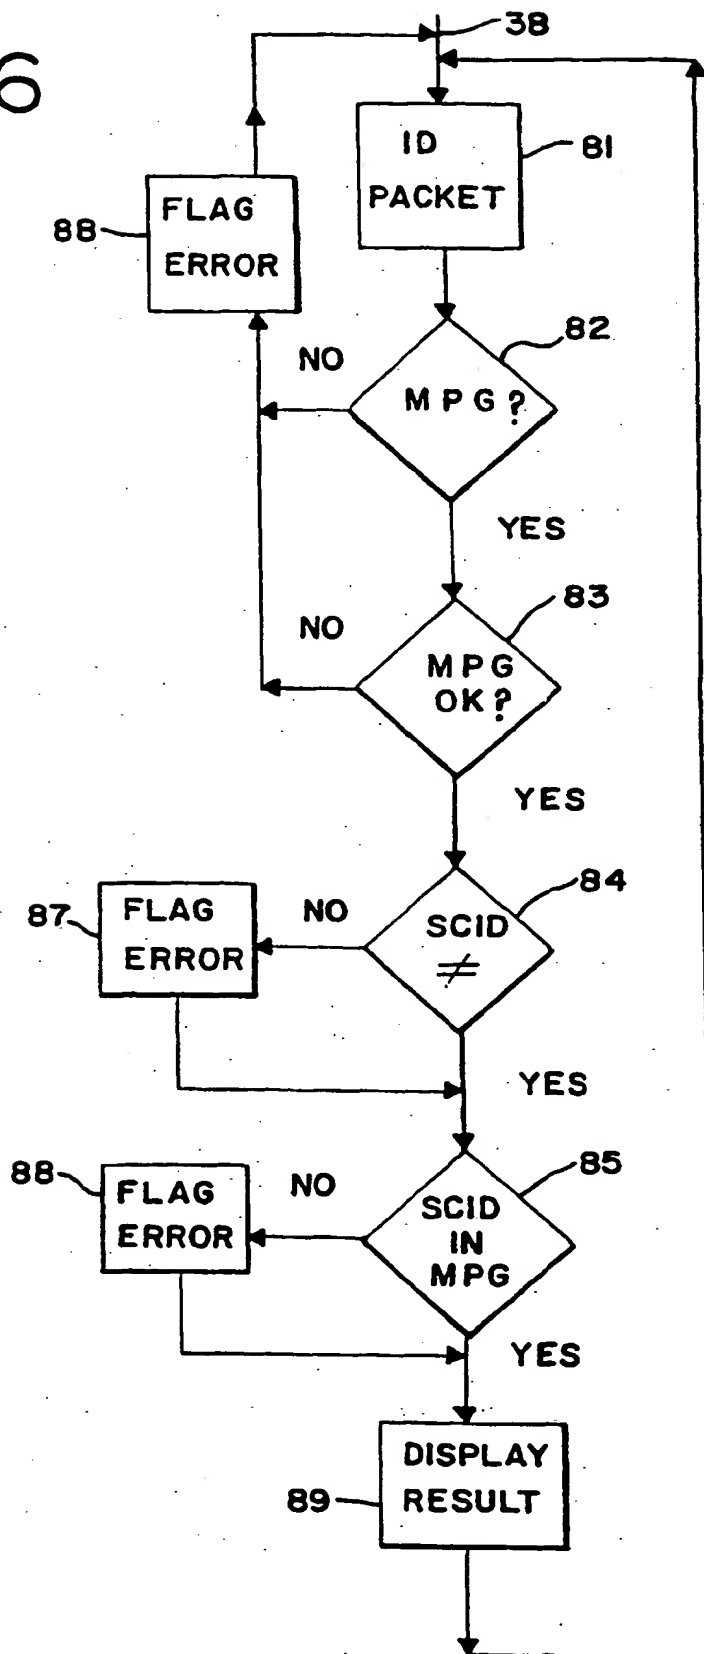 6
38
ID
PACKET
81
FLAG
ERROR
88
82
NO
MPG?
YES
83
NO
MPG
OK?
YES
84
87
FLAG
ERROR
NO
SCID
≠
YES
88
FLAG
ERROR
NO
85
SCID
IN
MPG
YES
DISPLAY
RESULT
89